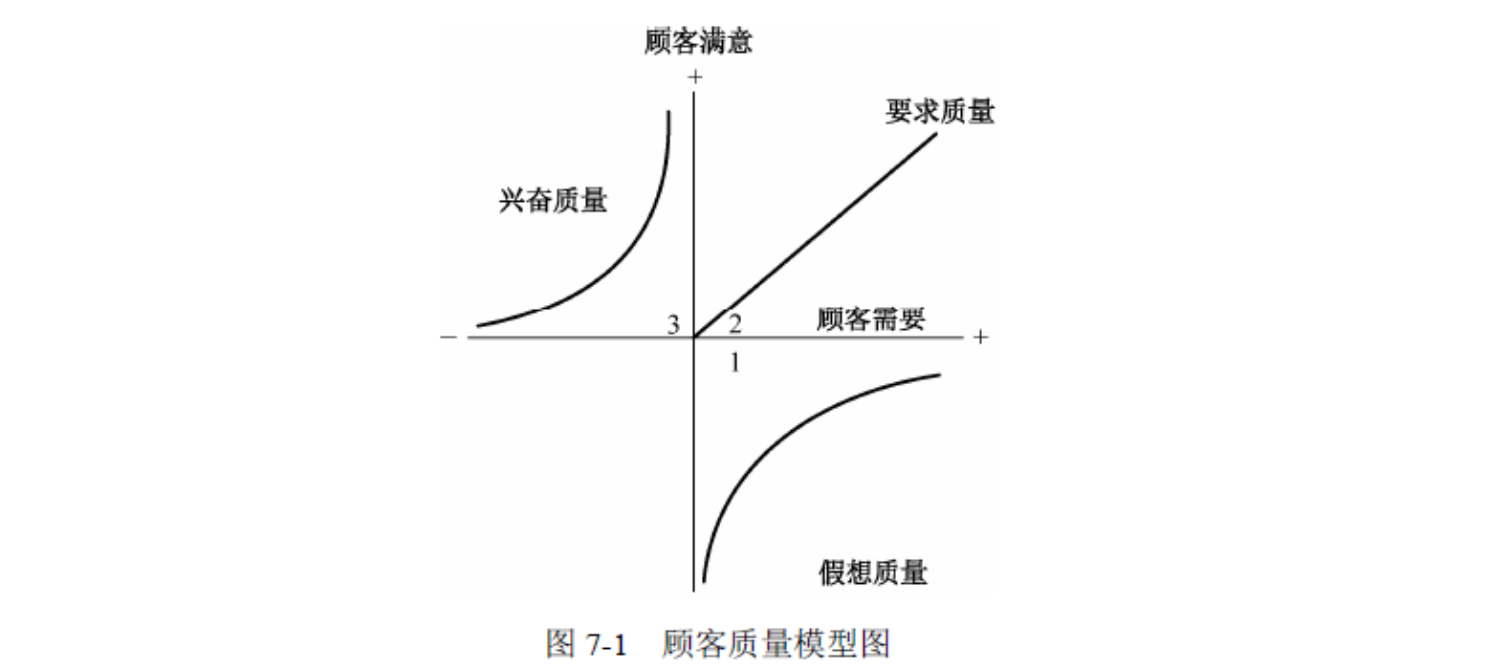 顾客满意
+
要求质量
兴奋质量
3 2 顾客需要
− +
1
假想质量
图 7-1 顾客质量模型图